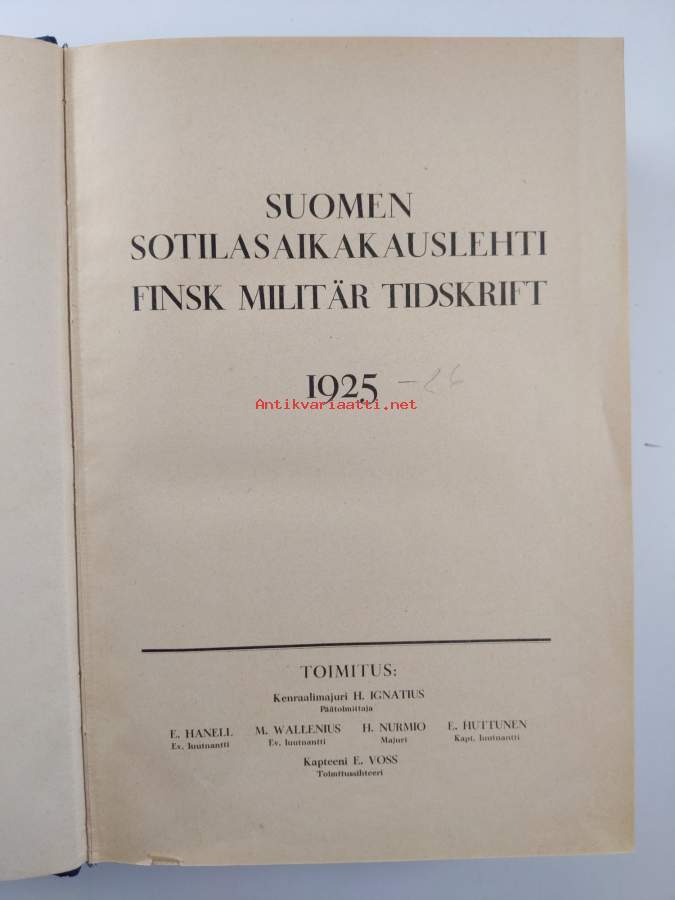 SUOMEN
SOTILASAIKAKAUSLEHTI
FINSK MILITÄR TIDSKRIFT
1925 – 26
Antikvariaatti.net
TOIMITUS:
Kenraalimajuri H. IGNATIUS
Päätoimittaja
E. HANELL M. WALLENIUS H. NURMIO E. HUTTUNEN
Ev. luutnantti Ev. luutnantti Majuri Kapt. luutnantti
Kapteeni E. VOSS
Toimitussihteeri